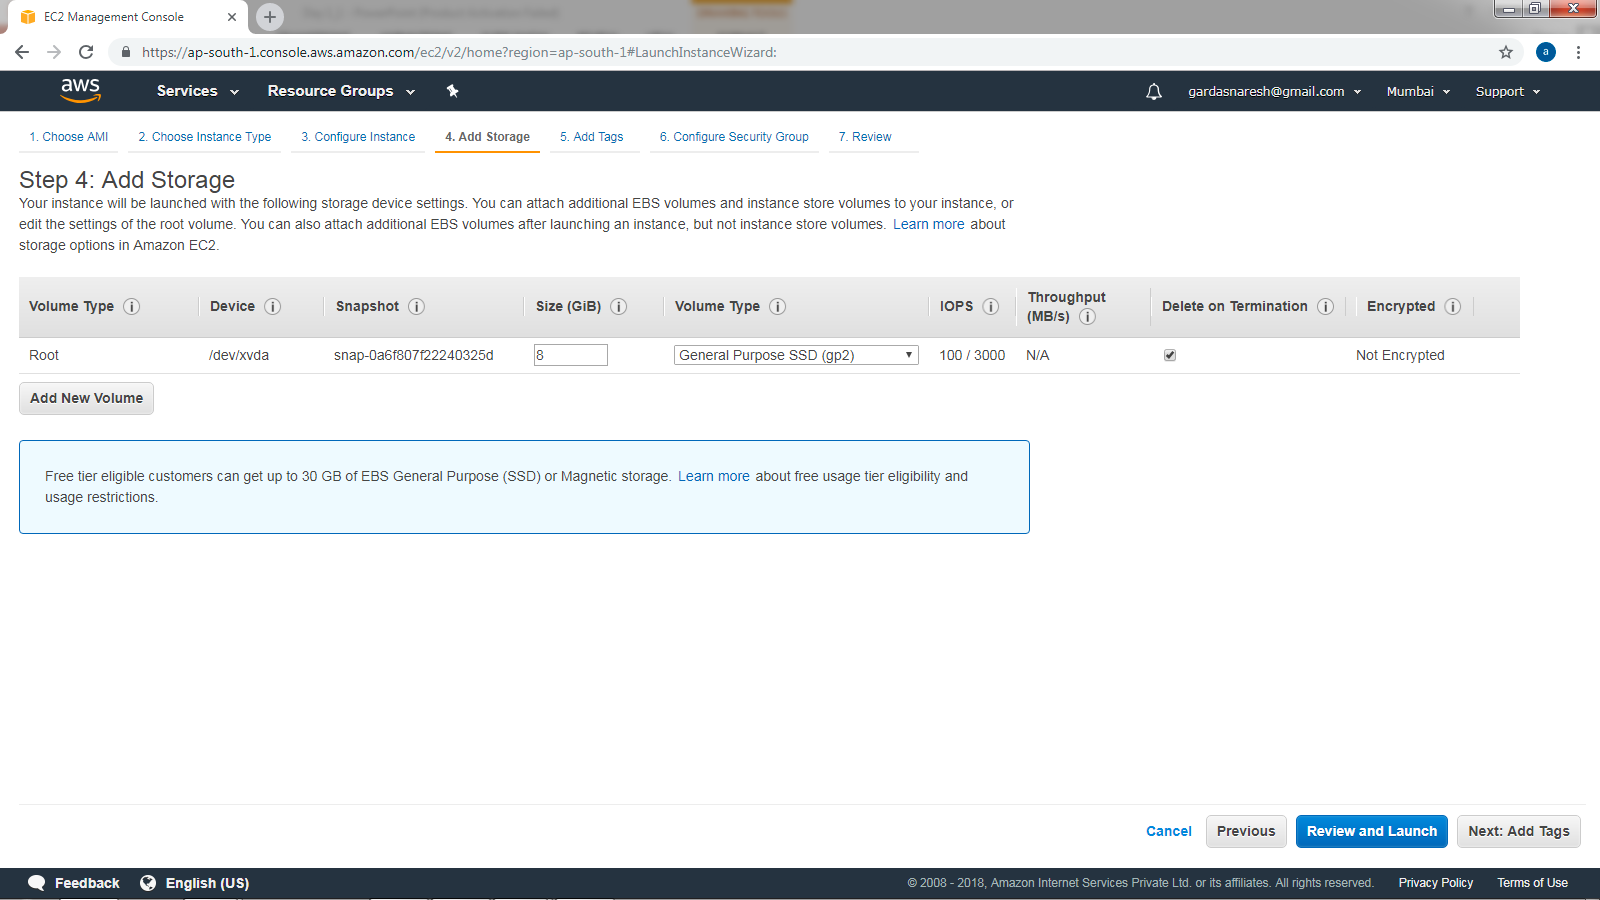 EC2 Management Console
https://ap-south-1.console.aws.amazon.com/ec2/v2/home?region=ap-south-1#LaunchInstanceWizard:
a
aws Services Resource Groups gardasnaresh@gmail.com Mumbai Support
1. Choose AMI 2. Choose Instance Type 3. Configure Instance 4. Add Storage 5. Add Tags 6. Configure Security Group 7. Review
Step 4: Add Storage
Your instance will be launched with the following storage device settings. You can attach additional EBS volumes and instance store volumes to your instance, or
edit the settings of the root volume. You can also attach additional EBS volumes after launching an instance, but not instance store volumes. Learn more about
storage options in Amazon EC2.
Volume Type i Device i Snapshot i Size (GiB) i Volume Type i IOPS i Throughput (MB/s) i Delete on Termination i Encrypted i
Root /dev/xvda snap-0a6f807f22240325d 8 General Purpose SSD (gp2) 100 / 3000 N/A Not Encrypted
Add New Volume
Free tier eligible customers can get up to 30 GB of EBS General Purpose (SSD) or Magnetic storage. Learn more about free usage tier eligibility and
usage restrictions.
Cancel Previous Review and Launch Next: Add Tags
Feedback English (US) © 2008 - 2018, Amazon Internet Services Private Ltd. or its affiliates. All rights reserved. Privacy Policy Terms of Use